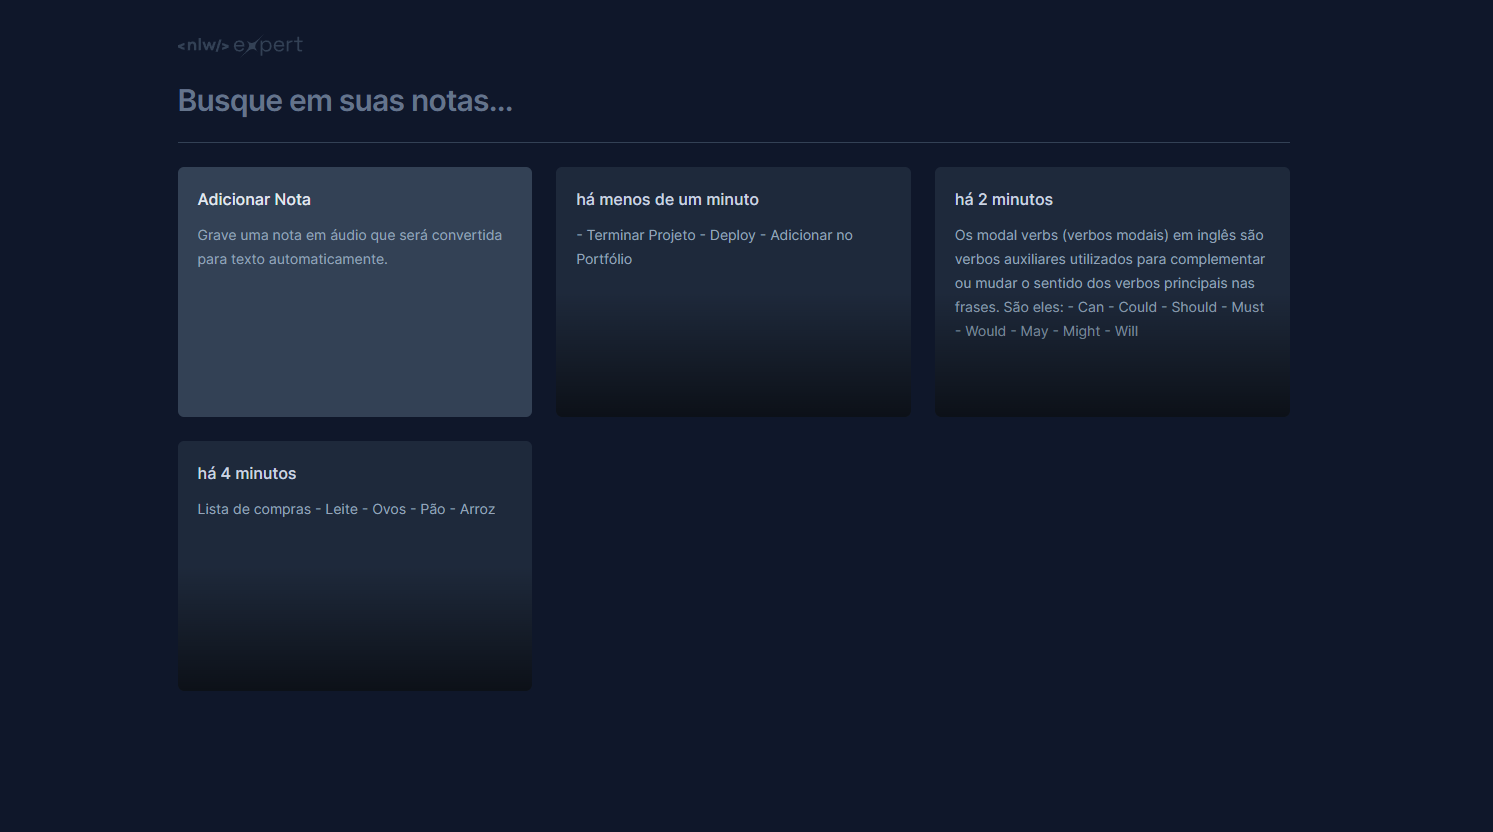 <nlw/> expert
Busque em suas notas...
Adicionar Nota
Grave uma nota em áudio que será convertida
para texto automaticamente.
há menos de um minuto
- Terminar Projeto - Deploy - Adicionar no
Portfólio
há 2 minutos
Os modal verbs (verbos modais) em inglês são
verbos auxiliares utilizados para complementar
ou mudar o sentido dos verbos principais nas
frases. São eles: - Can - Could - Should - Must
- Would - May - Might - Will
há 4 minutos
Lista de compras - Leite - Ovos - Pão - Arroz